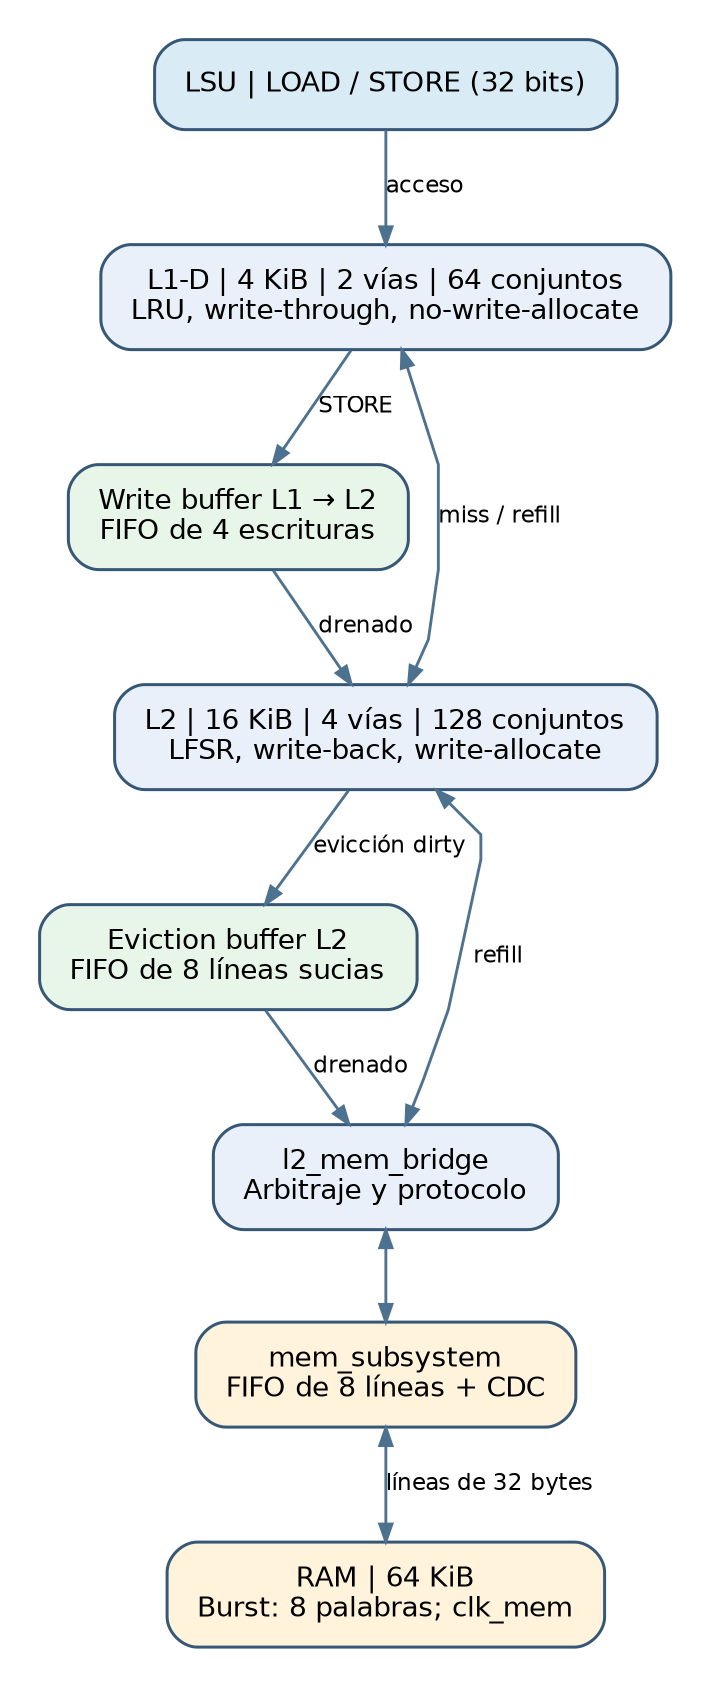 LSU | LOAD / STORE (32 bits)
acceso
L1-D | 4 KiB | 2 vías | 64 conjuntos
LRU, write-through, no-write-allocate
STORE
Write buffer L1 → L2
FIFO de 4 escrituras
miss / refill
drenado
L2 | 16 KiB | 4 vías | 128 conjuntos
LFSR, write-back, write-allocate
evicción dirty
Eviction buffer L2
FIFO de 8 líneas sucias
refill
drenado
l2_mem_bridge
Arbitraje y protocolo
mem_subsystem
FIFO de 8 líneas + CDC
líneas de 32 bytes
RAM | 64 KiB
Burst: 8 palabras; clk_mem